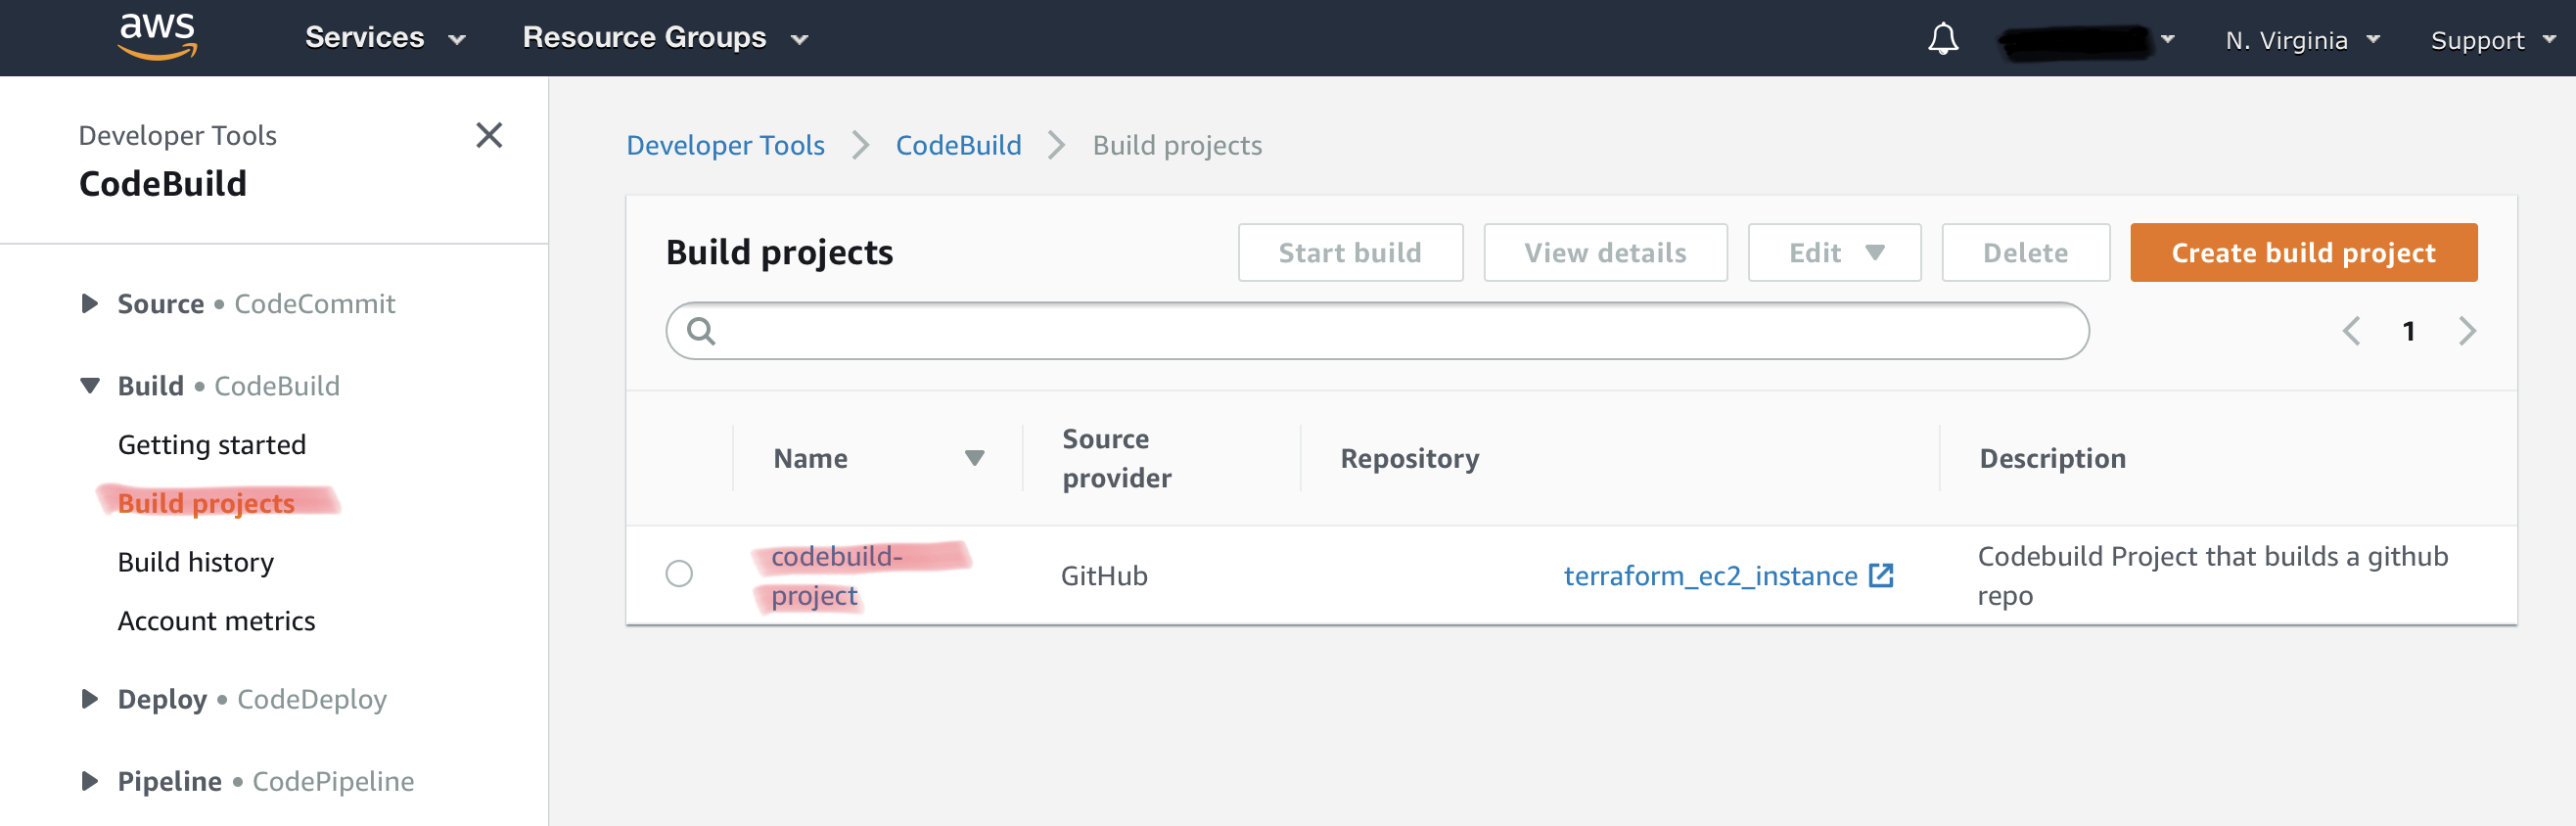 aws
Services
Resource Groups
N. Virginia
Support
Developer Tools
CodeBuild
Source • CodeCommit
Build • CodeBuild
Getting started
Build projects
Build history
Account metrics
Deploy • CodeDeploy
Pipeline • CodePipeline
Developer Tools
CodeBuild
Build projects
Build projects
Start build
View details
Edit
Delete
Create build project
1
Name
Source
provider
Repository
Description
codebuild-
project
GitHub
terraform_ec2_instance
Codebuild Project that builds a github
repo